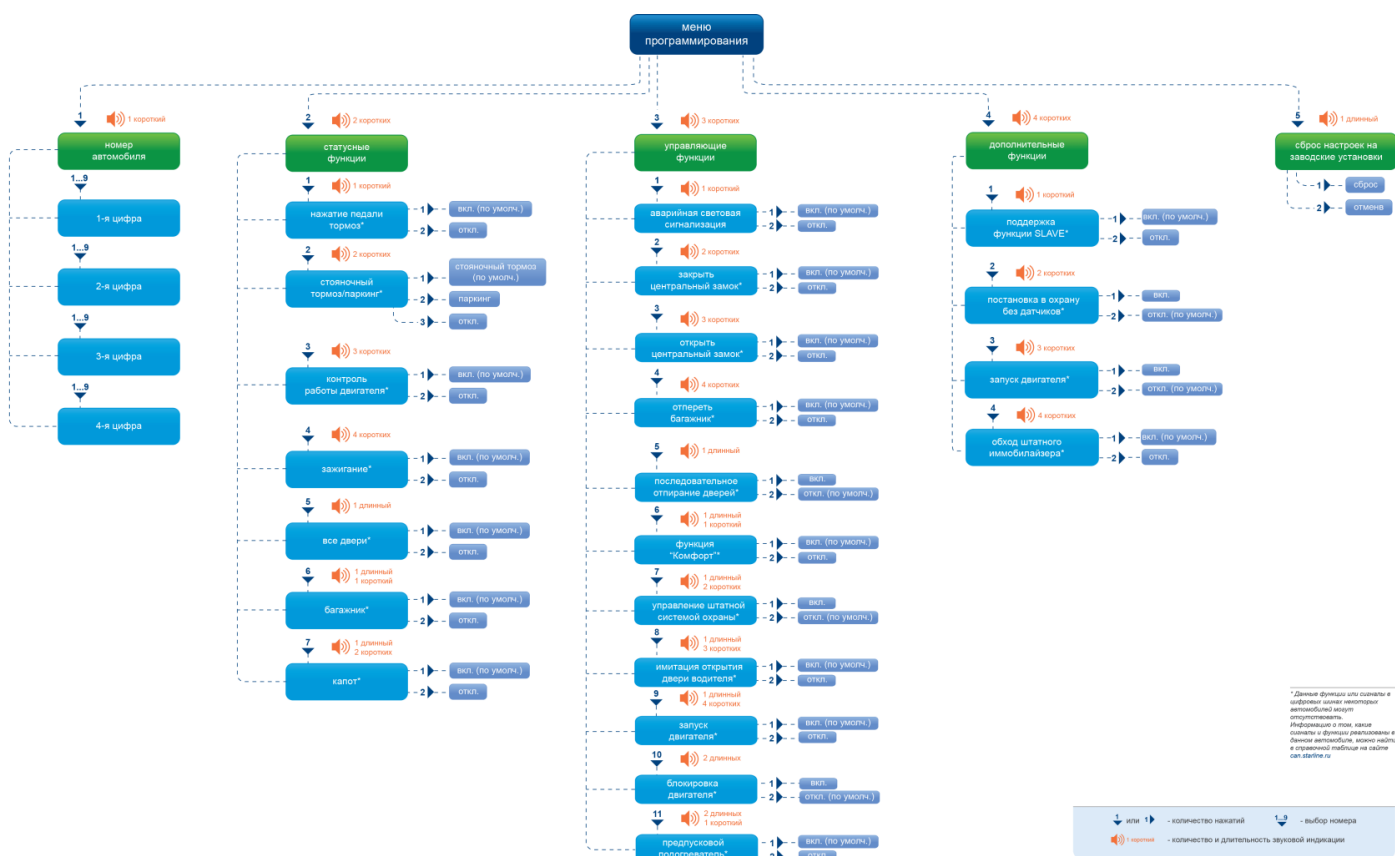 меню
программирования
1
1 короткий
номер
автомобиля
1...9
1-я цифра
1...9
2-я цифра
1...9
3-я цифра
1...9
4-я цифра
2
2 коротких
статусные
функции
1
1 короткий
нажатие педали
тормоз*
1
вкл. (по умолч.)
2
откл.
2
2 коротких
стояночный
тормоз/паркинг*
1
стояночный тормоз
(по умолч.)
2
паркинг
3
откл.
3
3 коротких
контроль
работы двигателя*
1
вкл. (по умолч.)
2
откл.
4
4 коротких
зажигание*
1
вкл. (по умолч.)
2
откл.
5
1 длинный
все двери*
1
вкл. (по умолч.)
2
откл.
6
1 длинный
1 короткий
багажник*
1
вкл. (по умолч.)
2
откл.
7
1 длинный
2 коротких
капот*
1
вкл. (по умолч.)
2
откл.
3
3 коротких
управляющие
функции
1
1 короткий
аварийная световая
сигнализация
1
вкл. (по умолч.)
2
откл.
2
2 коротких
закрыть
центральный замок*
1
вкл. (по умолч.)
2
откл.
3
3 коротких
открыть
центральный замок*
1
вкл. (по умолч.)
2
откл.
4
4 коротких
отпереть
багажник*
1
вкл. (по умолч.)
2
откл.
5
1 длинный
последовательное
отпирание дверей*
1
вкл.
2
откл. (по умолч.)
6
1 длинный
1 короткий
функция
"Комфорт"*
1
вкл. (по умолч.)
2
откл.
7
1 длинный
2 коротких
управление штатной
системой охраны*
1
вкл.
2
откл. (по умолч.)
8
1 длинный
3 коротких
имитация открытия
двери водителя*
1
вкл. (по умолч.)
2
откл.
9
1 длинный
4 коротких
запуск
двигателя*
1
вкл. (по умолч.)
2
откл.
10
2 длинных
блокировка
двигателя*
1
вкл.
2
откл. (по умолч.)
11
2 длинных
1 короткий
предпусковой
подогреватель*
1
вкл. (по умолч.)
2
откл.
4
4 коротких
дополнительные
функции
1
1 короткий
поддержка
функции SLAVE*
1
вкл. (по умолч.)
2
откл.
2
2 коротких
постановка в охрану
без датчиков*
1
вкл.
2
откл. (по умолч.)
3
3 коротких
запуск двигателя*
1
вкл.
2
откл. (по умолч.)
4
4 коротких
обход штатного
иммобилайзера*
1
вкл. (по умолч.)
2
откл.
5
1 длинный
сброс настроек на
заводские установки
1
сброс
2
отмена
* Данные функции или сигналы в
цифровых шинах некоторых
автомобилей могут
отсутствовать.
Информацию о том, какие
сигналы и функции реализованы в
данном автомобиле, можно найти
в справочной таблице на сайте
can.starline.ru
1 или 1 - количество нажатий
1...9 - выбор номера
1 короткий - количество и длительность звуковой индикации